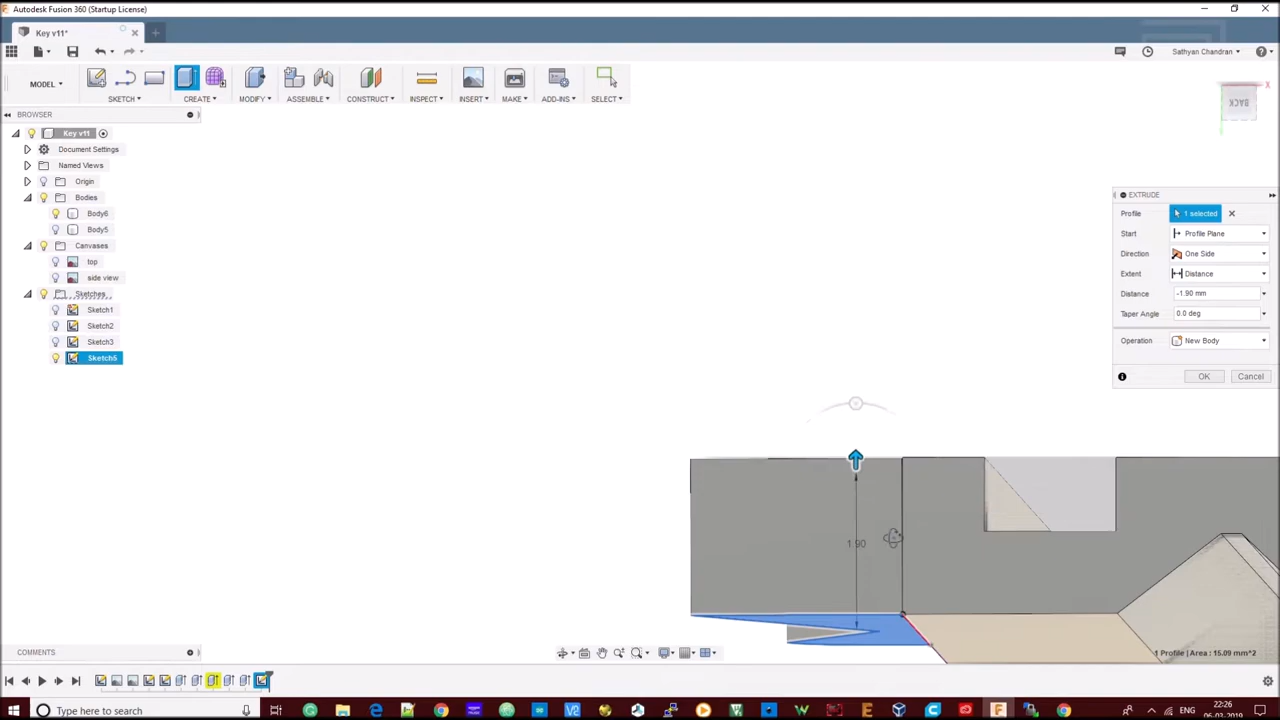 Autodesk Fusion 360 (Startup License)
Key v11*
Sathyan Chandran
MODEL
SKETCH
CREATE
MODIFY
ASSEMBLE
CONSTRUCT
INSPECT
INSERT
MAKE
ADD-INS
SELECT
BROWSER
BACK
X
Key v11
Document Settings
Named Views
Origin
Bodies
Body6
Body5
Canvases
top
side view
Sketches
Sketch1
Sketch2
Sketch3
Sketch5
EXTRUDE
Profile 1 selected
Start Profile Plane
Direction One Side
Extent Distance
Distance -1.90 mm
Taper Angle 0.0 deg
Operation New Body
OK Cancel
1.90
COMMENTS
1 Profile | Area : 15.09 mm^2
Type here to search
ENG
22:26
06-03-2019